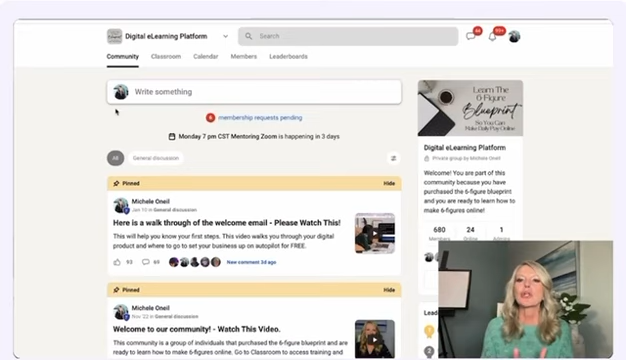 Digital eLearning Platform
Search
Community
Classroom
Calendar
Members
Leaderboards
Write something
6 membership requests pending
Monday 7 pm CST Mentoring Zoom is happening in 3 days
All
General discussion
Pinned
Hide
Michele Oneil
Jan 10 in General discussion
Here is a walk through of the welcome email - Please Watch This!
This will help you know your first steps. This video walks you through your digital
product and where to go to set your business up on autopilot for FREE.
93
69
New comment 3d ago
Pinned
Hide
Michele Oneil
Nov '22 in General discussion
Welcome to our community! - Watch This Video.
This community is a group of individuals that purchased the 6-figure blueprint and are
ready to learn how to make 6-figures online! Go to Classroom to access training and
Learn The
6-Figure
Blueprint
So You Can
Make Daily Pay Online
Digital eLearning Platform
Private group by Michele Oneil
Welcome! You are part of this
community because you have
purchased the 6-figure blueprint
and you are ready to learn how to
make 6-figures online!
680
Members
24
Online
1